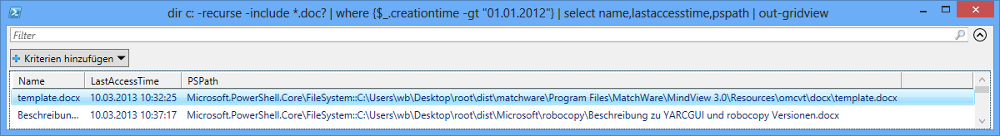 dir c: -recurse -include *.doc? | where {$_.creationtime -gt "01.01.2012"} | select name,lastaccesstime,pspath | out-gridview
Filter
Kriterien hinzufügen
Name LastAccessTime PSPath
template.docx 10.03.2013 10:32:25 Microsoft.PowerShell.Core\FileSystem::C:\Users\wb\Desktop\root\dist\matchware\Program Files\MatchWare\MindView 3.0\Resources\omcvt\docx\template.docx
Beschreibun... 10.03.2013 10:37:17 Microsoft.PowerShell.Core\FileSystem::C:\Users\wb\Desktop\root\dist\Microsoft\robocopy\Beschreibung zu YARCGUI und robocopy Versionen.docx